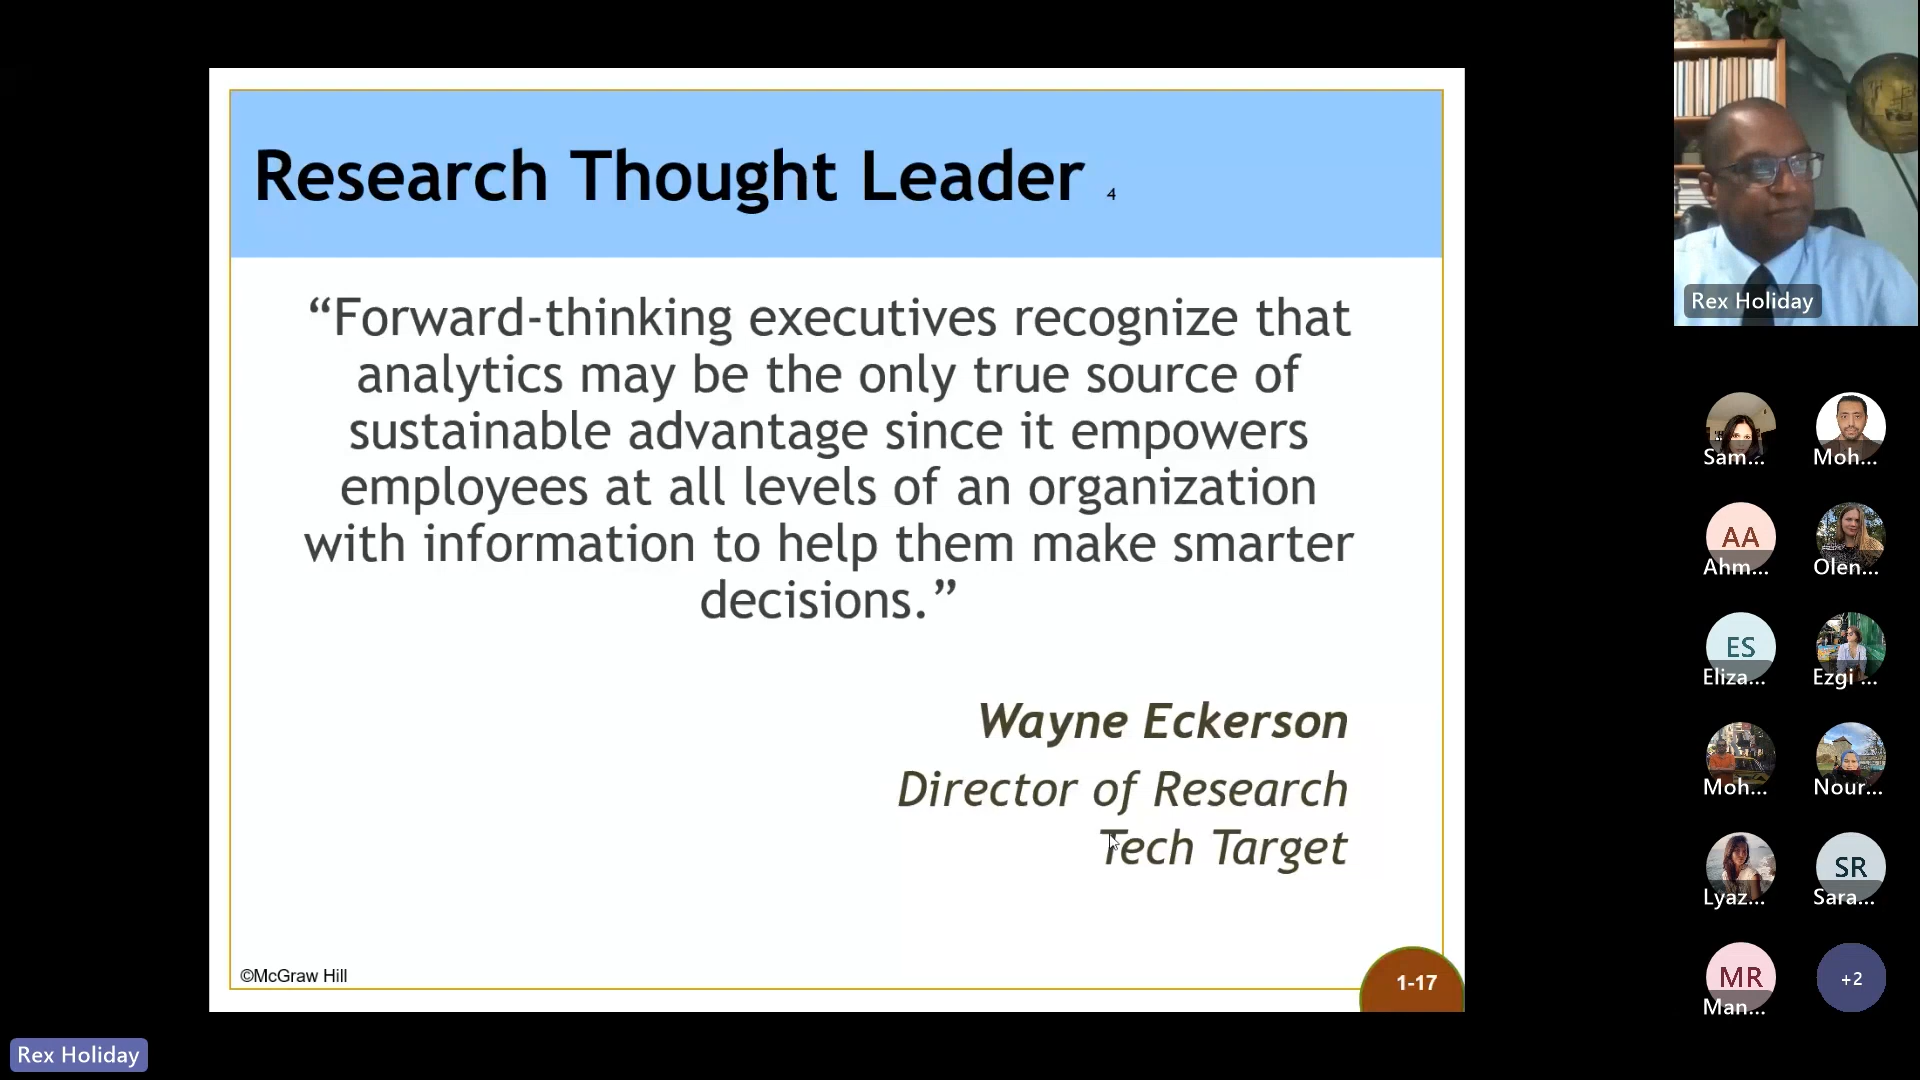 Research Thought Leader 4
“Forward-thinking executives recognize that
analytics may be the only true source of
sustainable advantage since it empowers
employees at all levels of an organization
with information to help them make smarter
decisions.”
Wayne Eckerson
Director of Research
Tech Target
©McGraw Hill
1-17
Rex Holiday
Rex Holiday
Sam...
Moh...
AA
Ahm...
Olen...
ES
Eliza...
Ezgi ...
Moh...
Nour...
Lyaz...
SR
Sara...
MR
Man...
+2